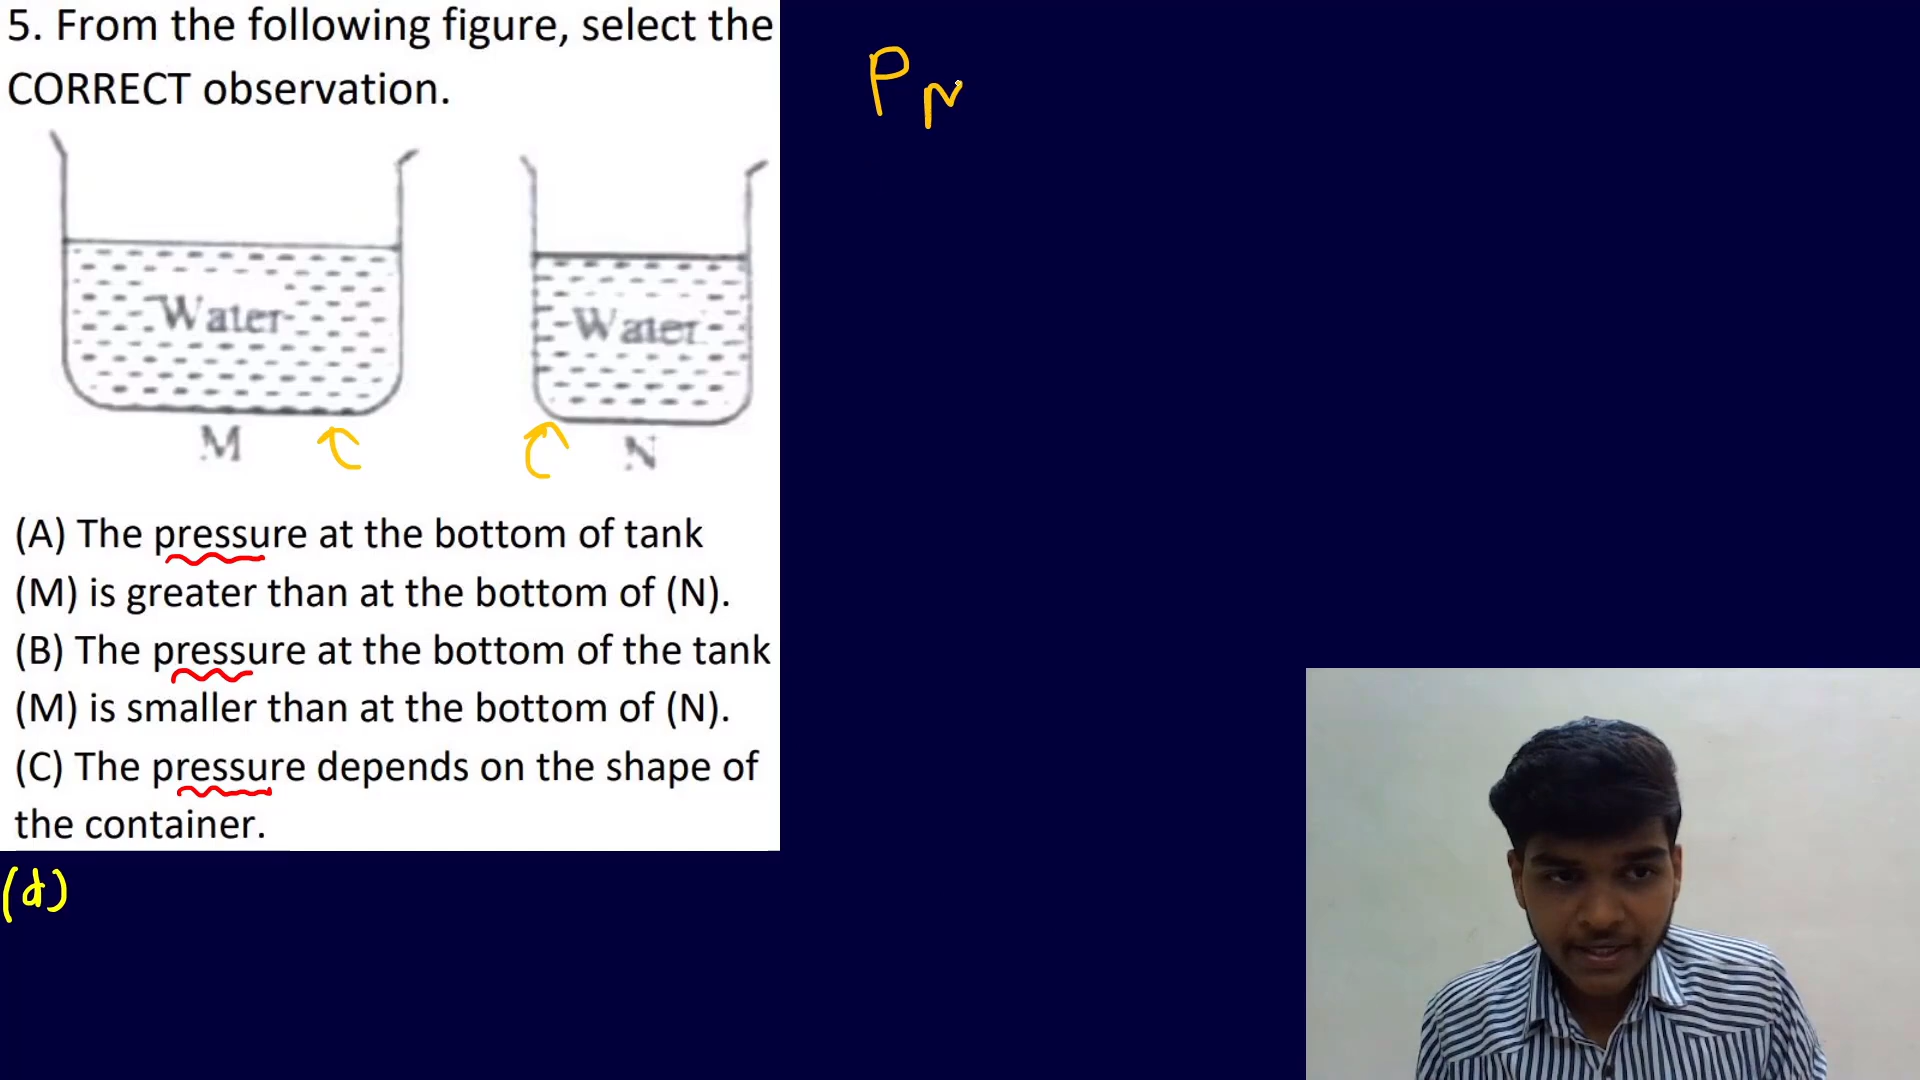 5. From the following figure, select the
CORRECT observation.
Water
Water
M
N
(A) The pressure at the bottom of tank
(M) is greater than at the bottom of (N).
(B) The pressure at the bottom of the tank
(M) is smaller than at the bottom of (N).
(C) The pressure depends on the shape of
the container.
(d)
PN